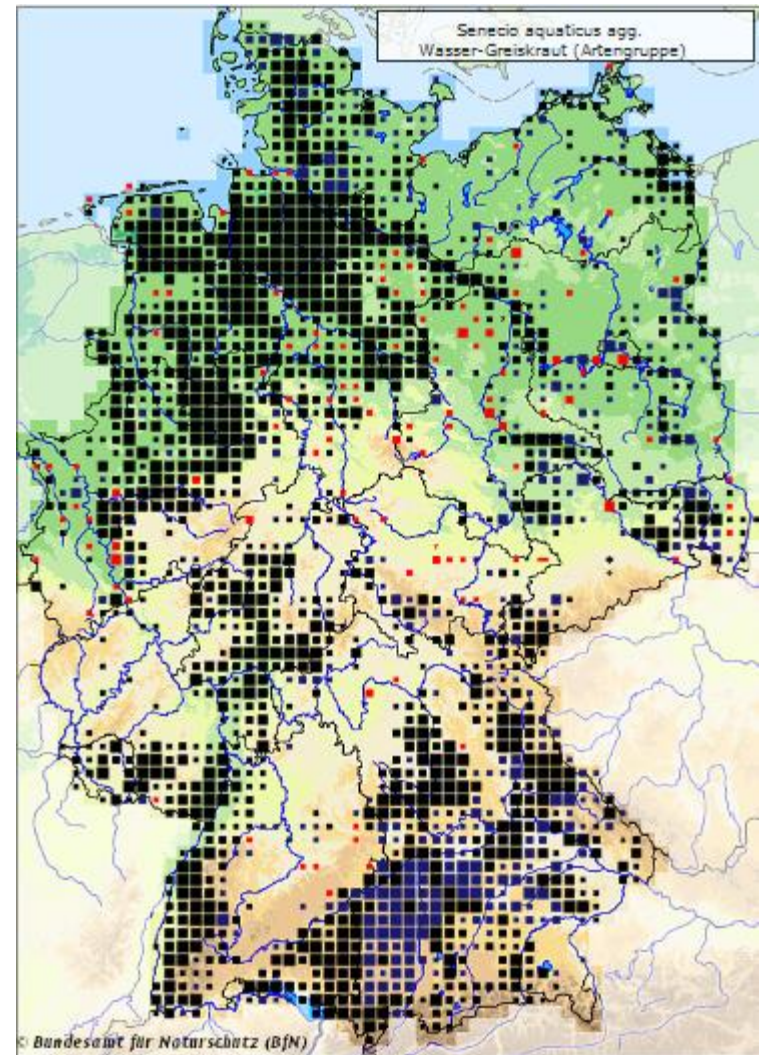 Senecio aquaticus agg.
Wasser-Greiskraut (Artengruppe)
© Bundesamt für Naturschutz (BfN)